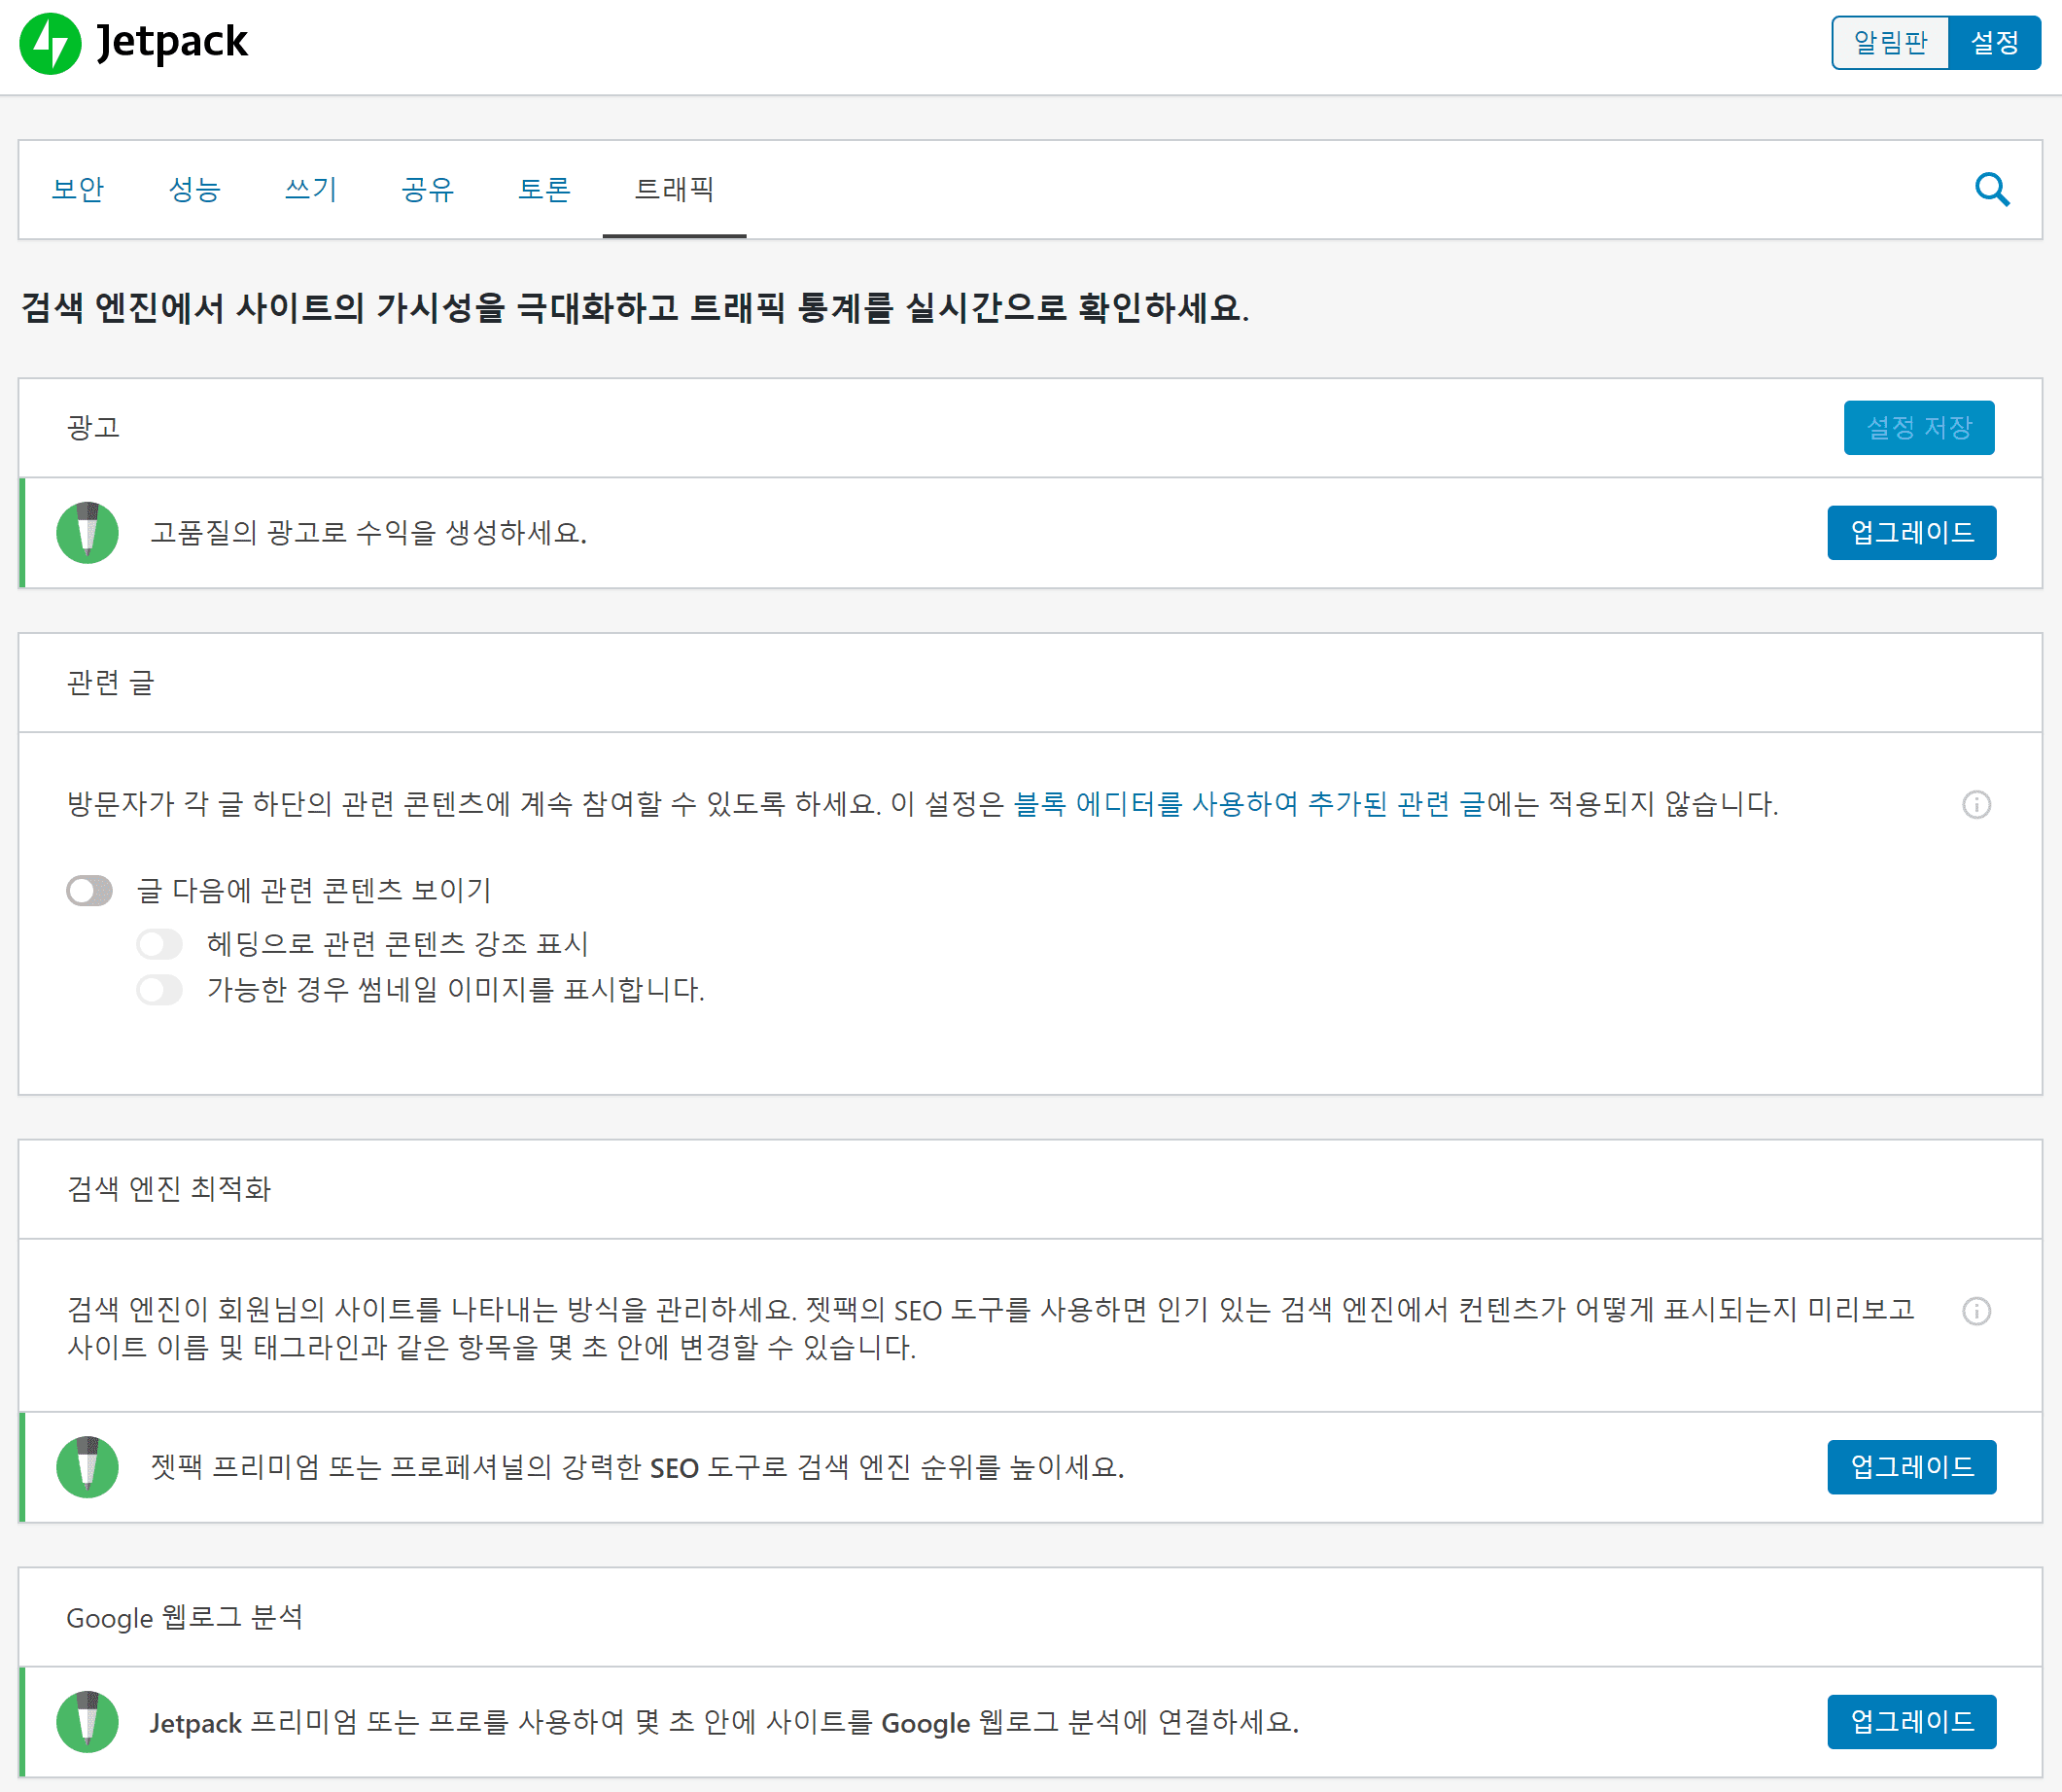 Jetpack
알림판 설정
보안 성능 쓰기 공유 토론 트래픽
검색 엔진에서 사이트의 가시성을 극대화하고 트래픽 통계를 실시간으로 확인하세요.
광고 설정 저장
고품질의 광고로 수익을 생성하세요. 업그레이드
관련 글
방문자가 각 글 하단의 관련 콘텐츠에 계속 참여할 수 있도록 하세요. 이 설정은 블록 에디터를 사용하여 추가된 관련 글에는 적용되지 않습니다.
글 다음에 관련 콘텐츠 보이기
헤딩으로 관련 콘텐츠 강조 표시
가능한 경우 썸네일 이미지를 표시합니다.
검색 엔진 최적화
검색 엔진이 회원님의 사이트를 나타내는 방식을 관리하세요. 젯팩의 SEO 도구를 사용하면 인기 있는 검색 엔진에서 컨텐츠가 어떻게 표시되는지 미리보고
사이트 이름 및 태그라인과 같은 항목을 몇 초 안에 변경할 수 있습니다.
젯팩 프리미엄 또는 프로페셔널의 강력한 SEO 도구로 검색 엔진 순위를 높이세요. 업그레이드
Google 웹로그 분석
Jetpack 프리미엄 또는 프로를 사용하여 몇 초 안에 사이트를 Google 웹로그 분석에 연결하세요. 업그레이드